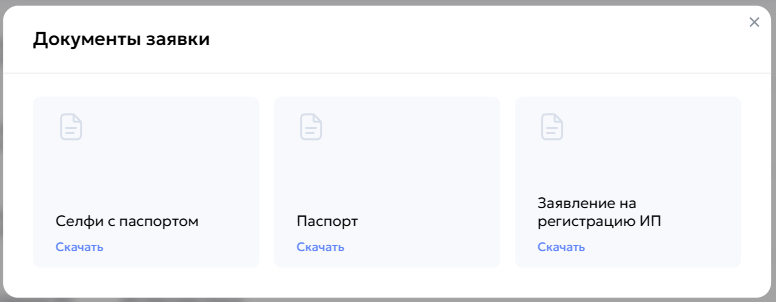 Документы заявки
Селфи с паспортом
Скачать
Паспорт
Скачать
Заявление на
регистрацию ИП
Скачать